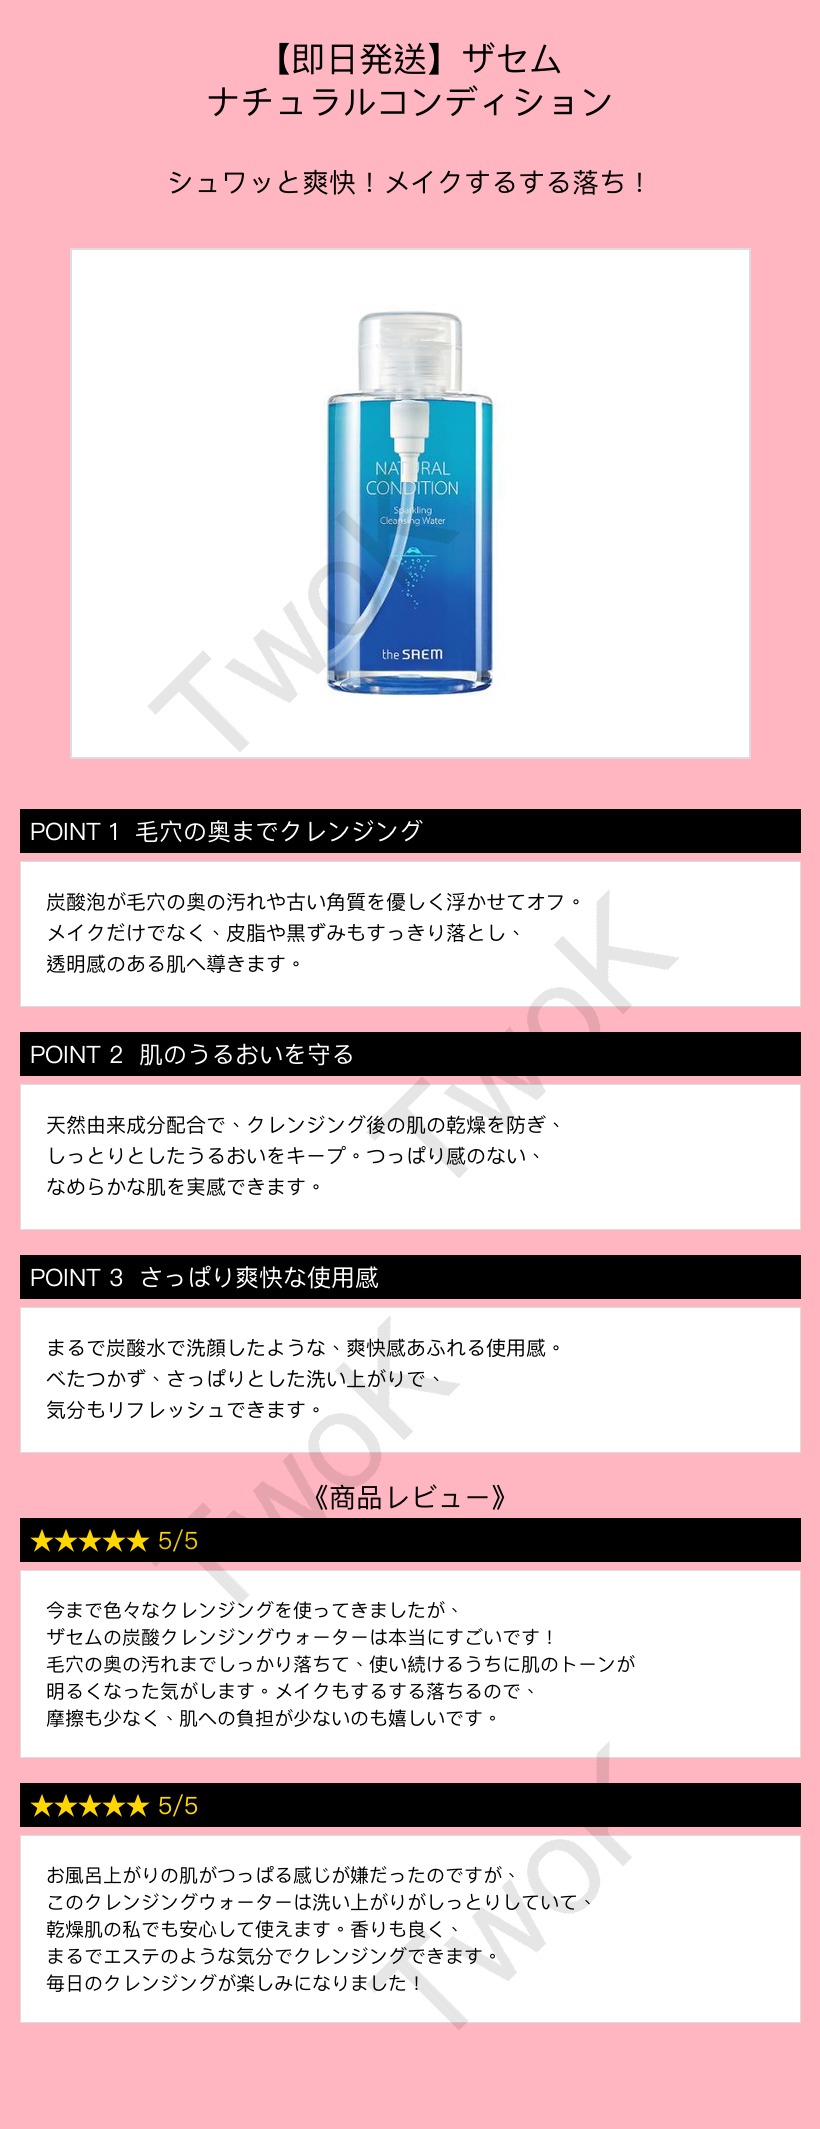 【即日発送】ザセム
ナチュラルコンディション
シュワッと爽快！メイクするする落ち！
NATURAL
CONDITION
Sparkling
Cleansing Water
the SAEM
TwoK
POINT 1 毛穴の奥までクレンジング
炭酸泡が毛穴の奥の汚れや古い角質を優しく浮かせてオフ。
メイクだけでなく、皮脂や黒ずみもすっきり落とし、
透明感のある肌へ導きます。
TwoK
POINT 2 肌のうるおいを守る
天然由来成分配合で、クレンジング後の肌の乾燥を防ぎ、
しっとりとしたうるおいをキープ。つっぱり感のない、
なめらかな肌を実感できます。
POINT 3 さっぱり爽快な使用感
まるで炭酸水で洗顔したような、爽快感あふれる使用感。
べたつかず、さっぱりとした洗い上がりで、
気分もリフレッシュできます。
TwoK
《商品レビュー》
★★★★★ 5/5
今まで色々なクレンジングを使ってきましたが、
ザセムの炭酸クレンジングウォーターは本当にすごいです！
毛穴の奥の汚れまでしっかり落ちて、使い続けるうちに肌のトーンが
明るくなった気がします。メイクもするする落ちるので、
摩擦も少なく、肌への負担が少ないのも嬉しいです。
★★★★★ 5/5
お風呂上がりの肌がつっぱる感じが嫌だったのですが、
このクレンジングウォーターは洗い上がりがしっとりしていて、
乾燥肌の私でも安心して使えます。香りも良く、
まるでエステのような気分でクレンジングできます。
毎日のクレンジングが楽しみになりました！
TwoK